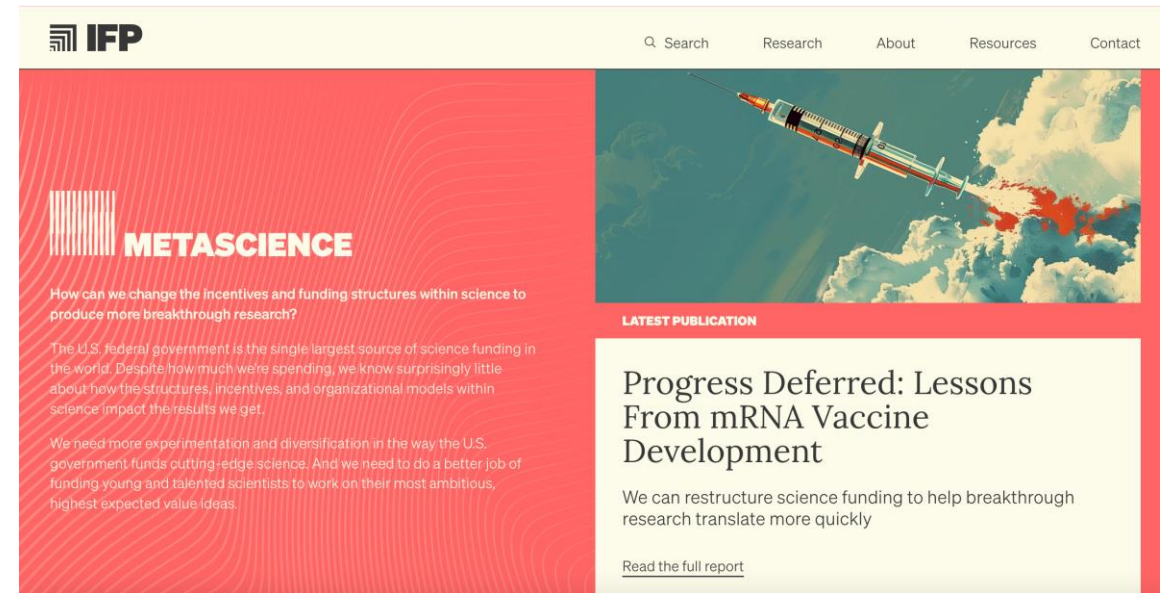 IFP
Search Research About Resources Contact
METASCIENCE
How can we change the incentives and funding structures within science to
produce more breakthrough research?
The U.S. federal government is the single largest source of science funding in
the world. Despite how much we're spending, we know surprisingly little
about how the structures, incentives, and organizational models within
science impact the results we get.
We need more experimentation and diversification in the way the U.S.
government funds cutting-edge science. And we need to do a better job of
funding young and talented scientists to work on their most ambitious,
highest expected value ideas.
LATEST PUBLICATION
Progress Deferred: Lessons
From mRNA Vaccine
Development
We can restructure science funding to help breakthrough
research translate more quickly
Read the full report